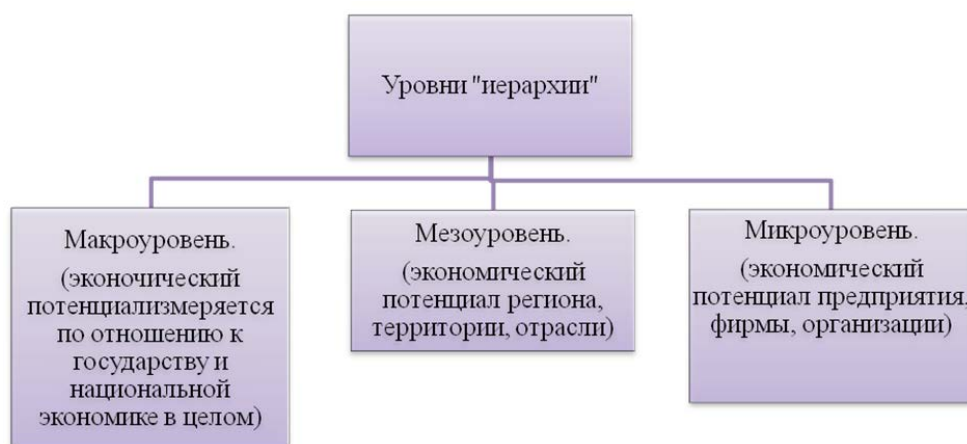 Уровни "иерархии"
Макроуровень.
(эконочический
потенциализмеряется
по отношению к
государству и
национальной
экономике в целом)
Мезоуровень.
(экономический
потенциал региона,
территории, отрасли)
Микроуровень.
(экономический
потенциал предприятия,
фирмы, организации)